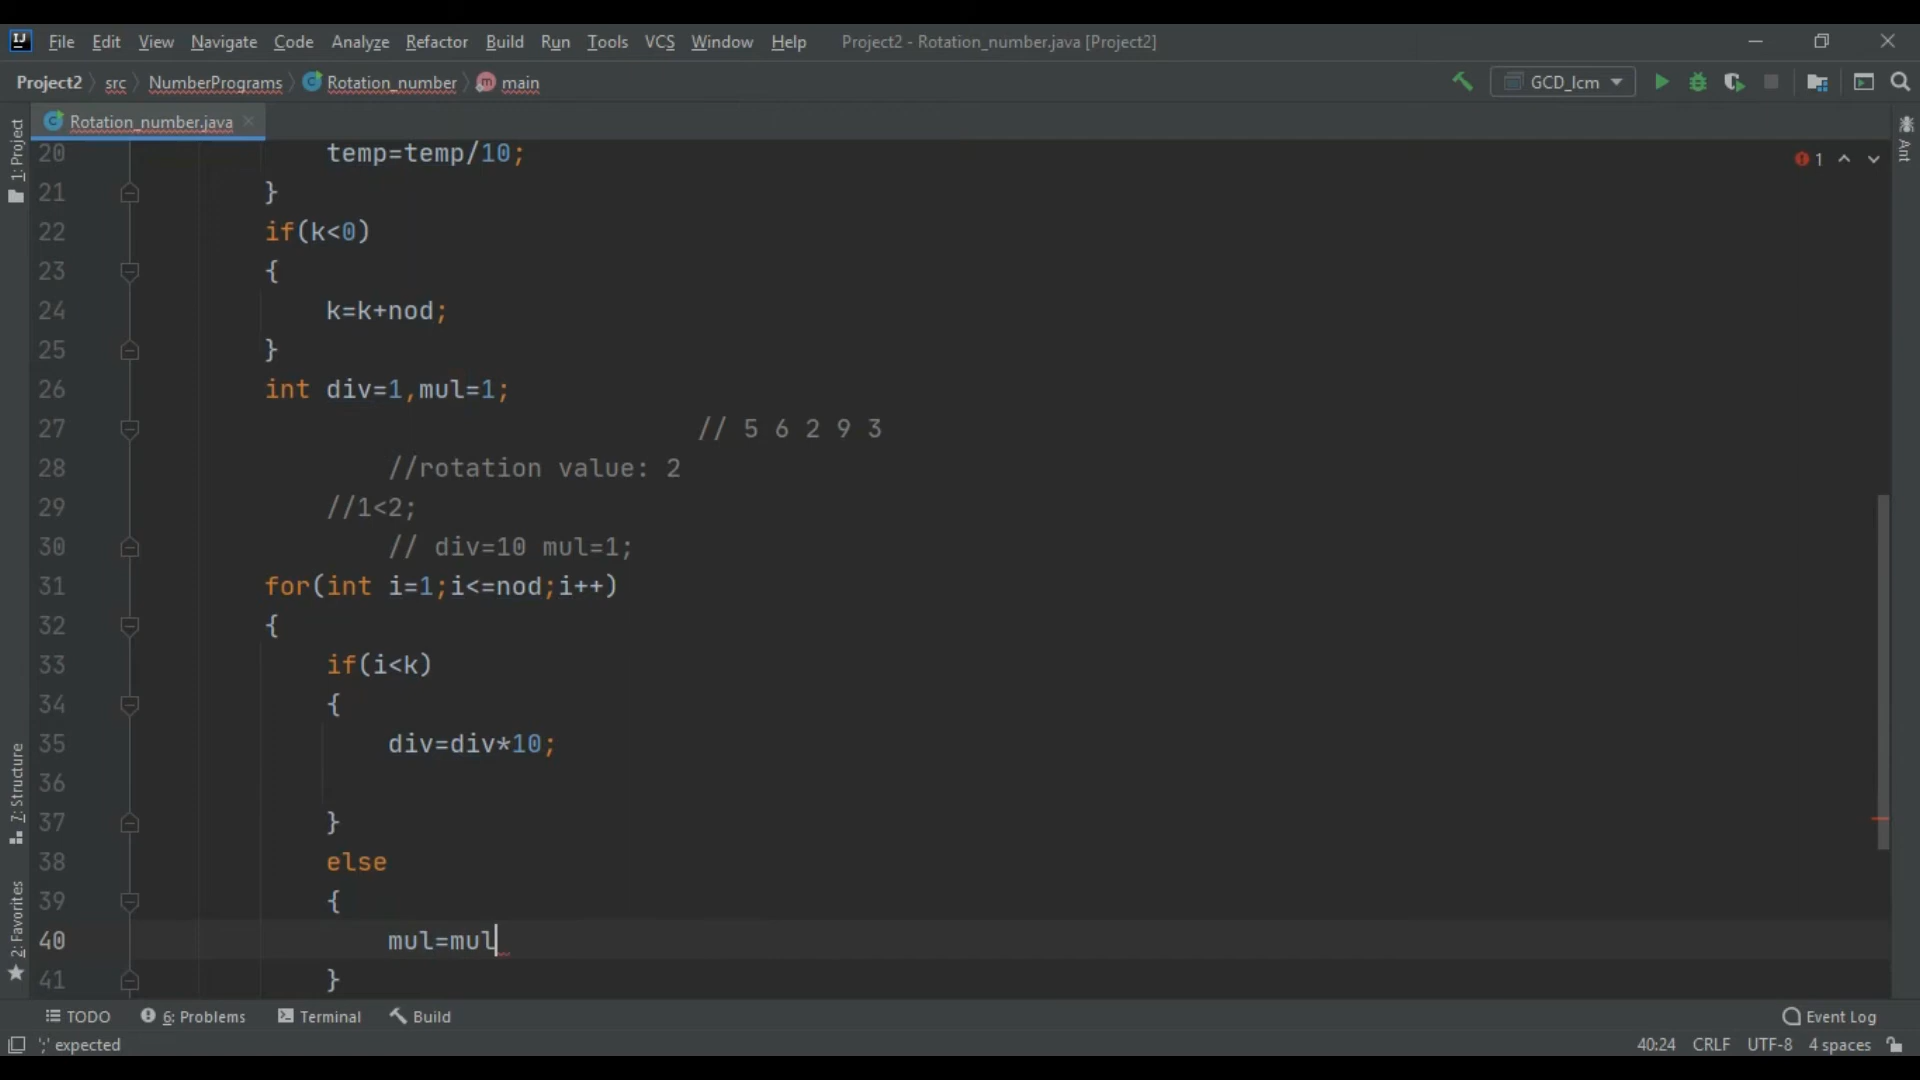 File Edit View Navigate Code Analyze Refactor Build Run Tools VCS Window Help Project2 - Rotation_number.java [Project2]
Project2 src NumberPrograms Rotation_number main GCD_lcm
Rotation_number.java
1: Project
Ant
20 temp=temp/10;
1
21 }
22 if(k<0)
23 {
24 k=k+nod;
25 }
26 int div=1,mul=1;
27 // 5 6 2 9 3
28 //rotation value: 2
29 //1<2;
30 // div=10 mul=1;
31 for(int i=1;i<=nod;i++)
32 {
33 if(i<k)
34 {
35 div=div*10;
36
37 }
38 else
39 {
40 mul=mul
41 }
7: Structure
2: Favorites
TODO 6: Problems Terminal Build Event Log
';' expected 40:24 CRLF UTF-8 4 spaces